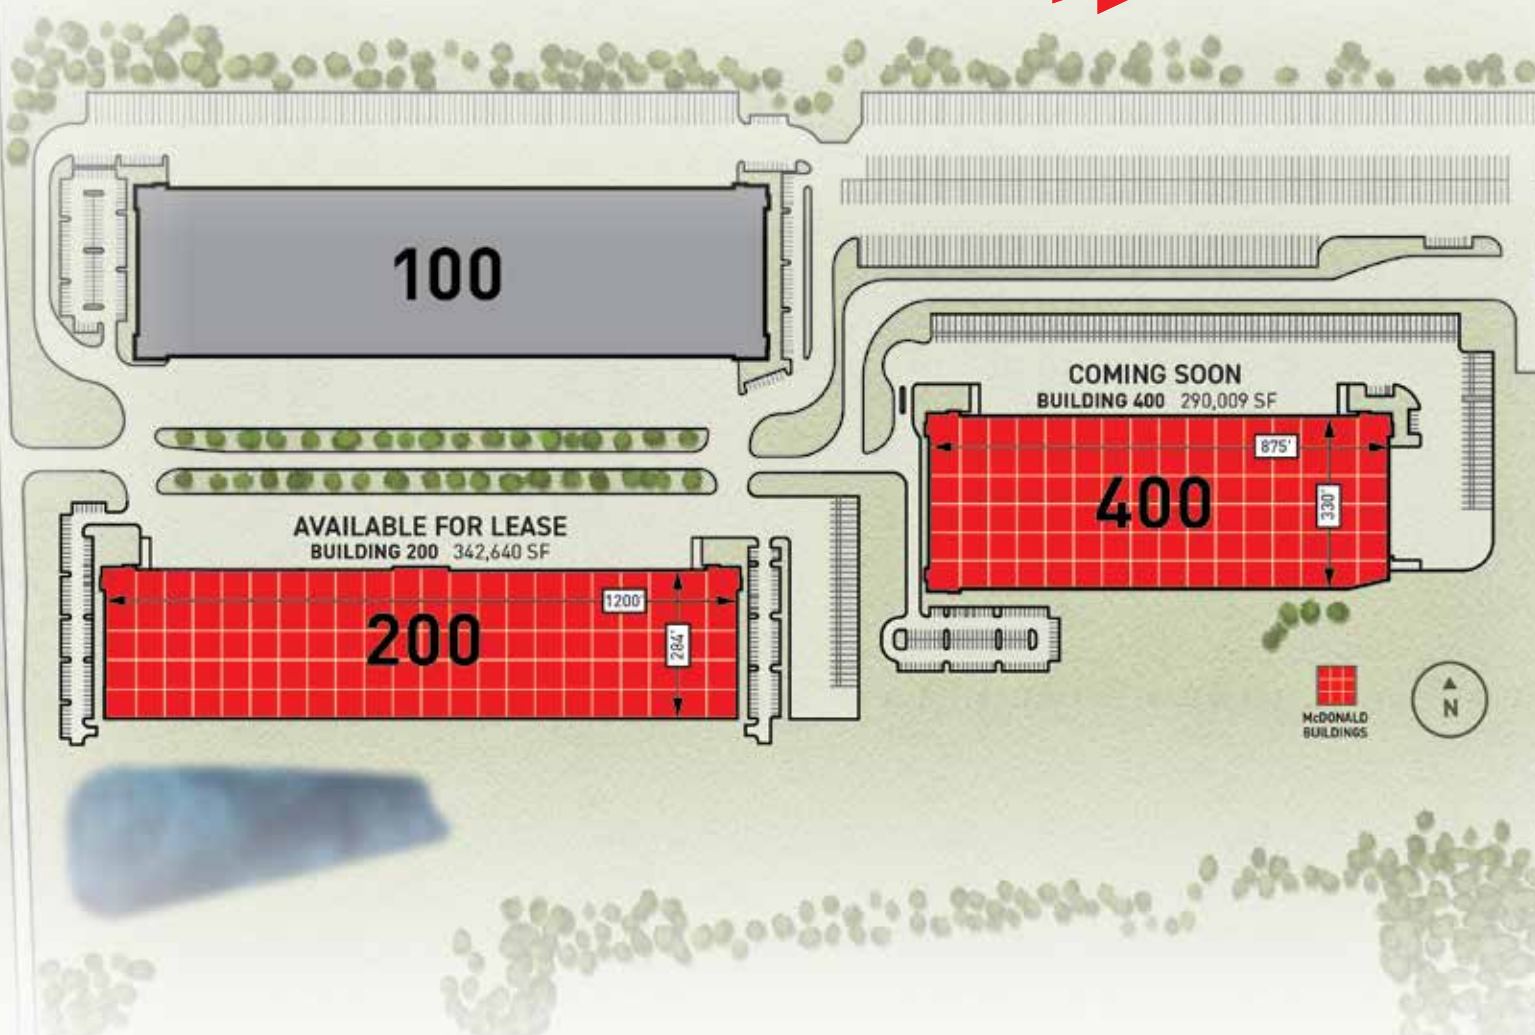 100
COMING SOON
BUILDING 400 290,009 SF
875'
400
330'
AVAILABLE FOR LEASE
BUILDING 200 342,640 SF
1200'
200
284'
McDONALD
BUILDINGS
N